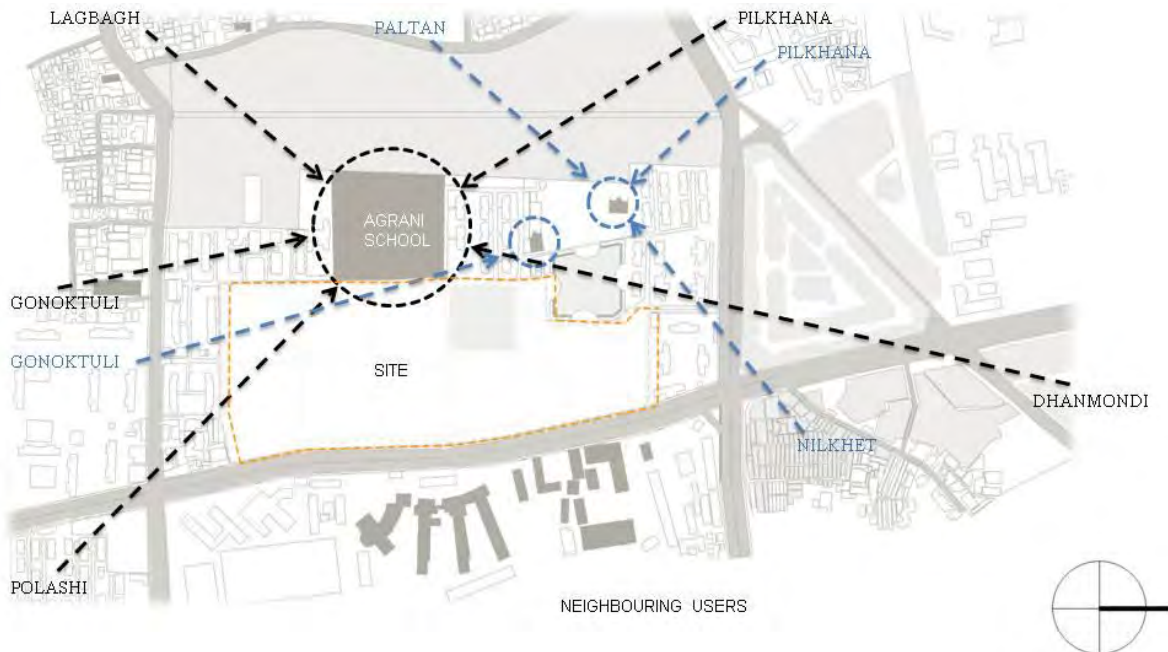 LAGBAGH
PALTAN
PILKHANA
PILKHANA
AGRANI
SCHOOL
GONOKTULI
GONOKTULI
SITE
DHANMONDI
NILKHET
POLASHI
NEIGHBOURING USERS